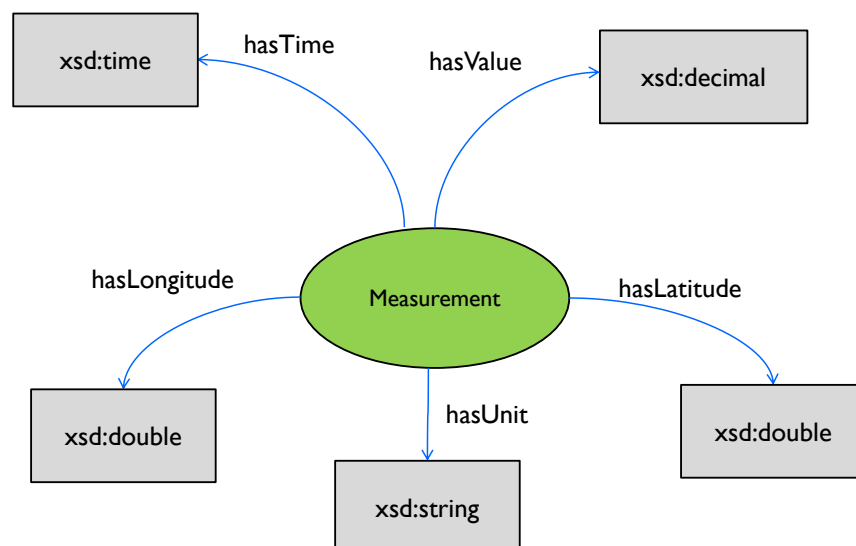 hasTime
xsd:time
hasValue
xsd:decimal
hasLongitude
Measurement
hasLatitude
xsd:double
hasUnit
xsd:double
xsd:string